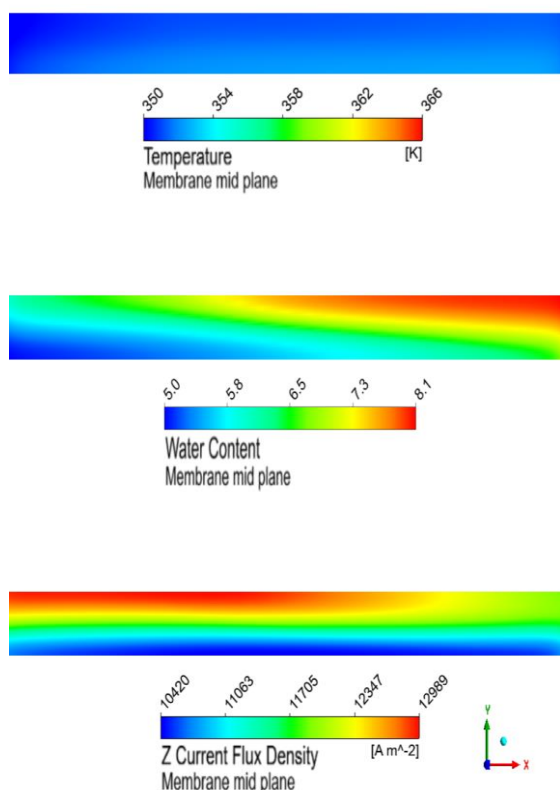 350 354 358 362 366
Temperature [K]
Membrane mid plane
5.0 5.8 6.5 7.3 8.1
Water Content
Membrane mid plane
10420 11063 11705 12347 12989
Z Current Flux Density [A m^-2]
Membrane mid plane
Y
X